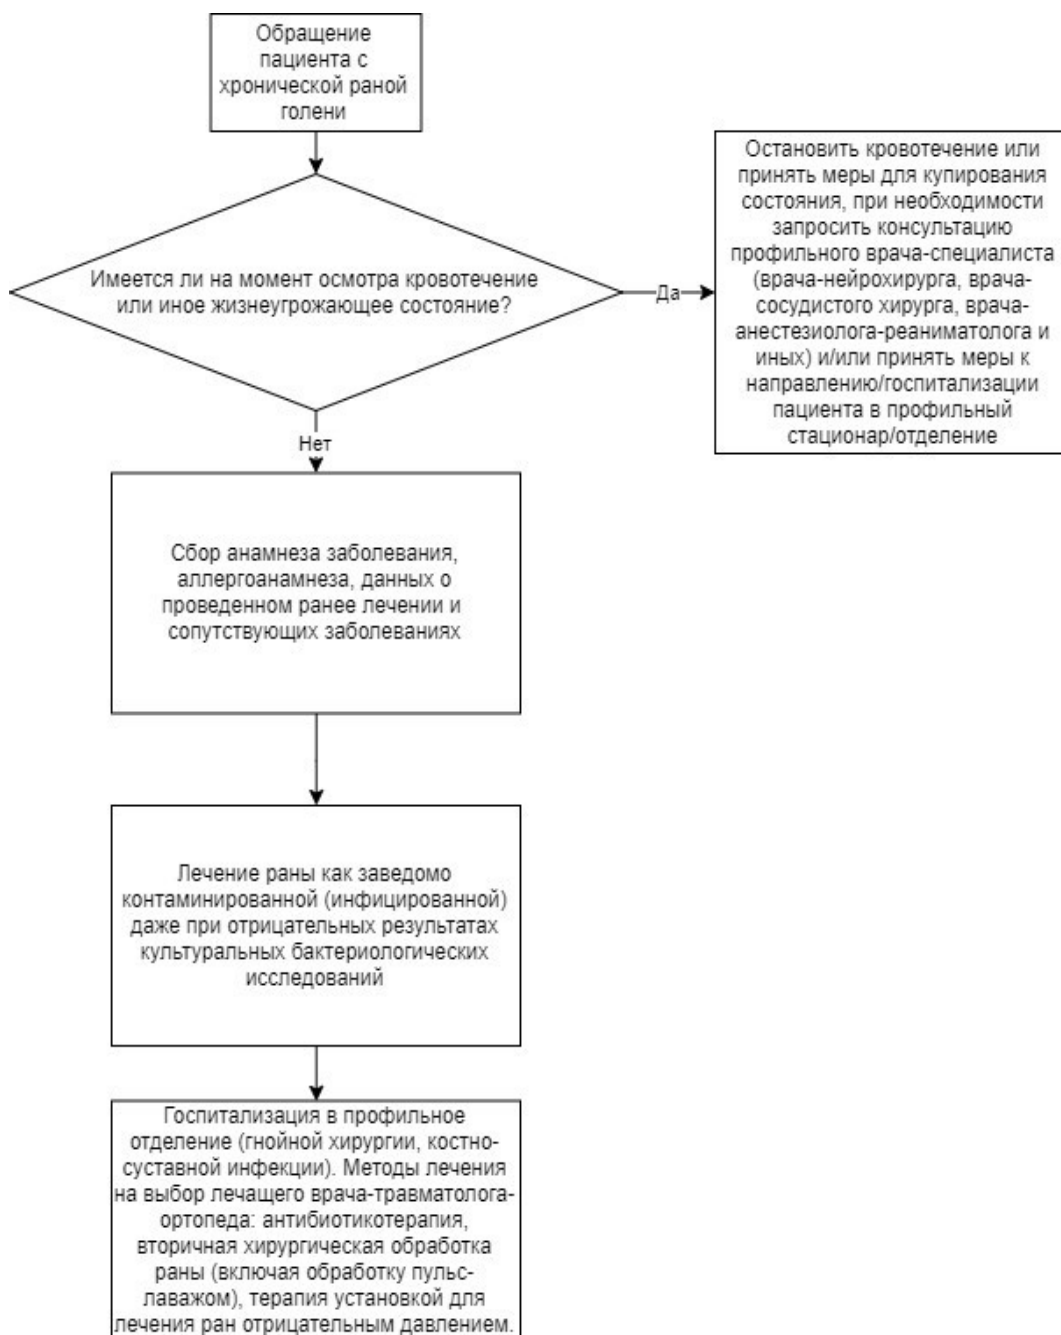 Обращение
пациента с
хронической раной
голени
Имеется ли на момент осмотра кровотечение
или иное жизнеугрожающее состояние?
Да
Остановить кровотечение или
принять меры для купирования
состояния, при необходимости
запросить консультацию
профильного врача-специалиста
(врача-нейрохирурга, врача-
сосудистого хирурга, врача-
анестезиолога-реаниматолога и
иных) и/или принять меры к
направлению/госпитализации
пациента в профильный
стационар/отделение
Нет
Сбор анамнеза заболевания,
аллергоанамнеза, данных о
проведенном ранее лечении и
сопутствующих заболеваниях
Лечение раны как заведомо
контаминированной (инфицированной)
даже при отрицательных результатах
культуральных бактериологических
исследований
Госпитализация в профильное
отделение (гнойной хирургии, костно-
суставной инфекции). Методы лечения
на выбор лечащего врача-травматолога-
ортопеда: антибиотикотерапия,
вторичная хирургическая обработка
раны (включая обработку пульс-
лаважом), терапия установкой для
лечения ран отрицательным давлением.